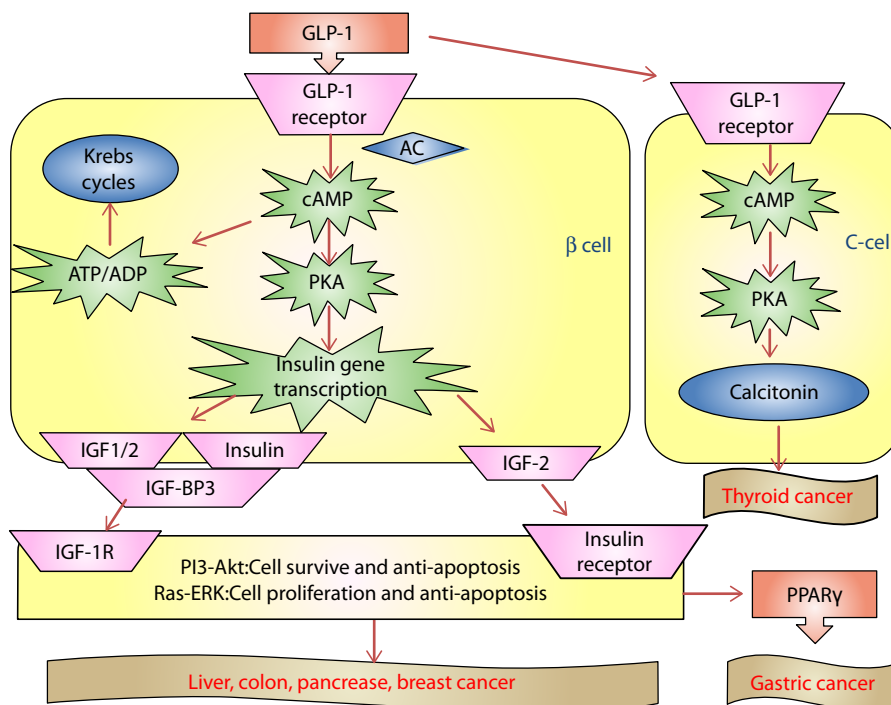 GLP-1
GLP-1
receptor
AC
Krebs
cycles
cAMP
ATP/ADP
PKA
β cell
Insulin gene
transcription
IGF1/2
Insulin
IGF-BP3
IGF-2
GLP-1
receptor
cAMP
C-cel
PKA
Calcitonin
Thyroid cancer
IGF-1R
Insulin
receptor
PI3-Akt:Cell survive and anti-apoptosis
Ras-ERK:Cell proliferation and anti-apoptosis
PPARγ
Liver, colon, pancrease, breast cancer
Gastric cancer